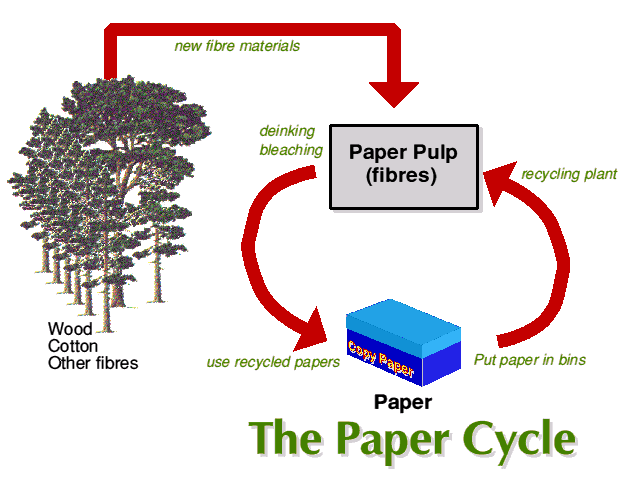 new fibre materials
deinking
bleaching
Paper Pulp
(fibres)
recycling plant
Wood
Cotton
Other fibres
use recycled papers
Copy Paper
Put paper in bins
Paper
The Paper Cycle